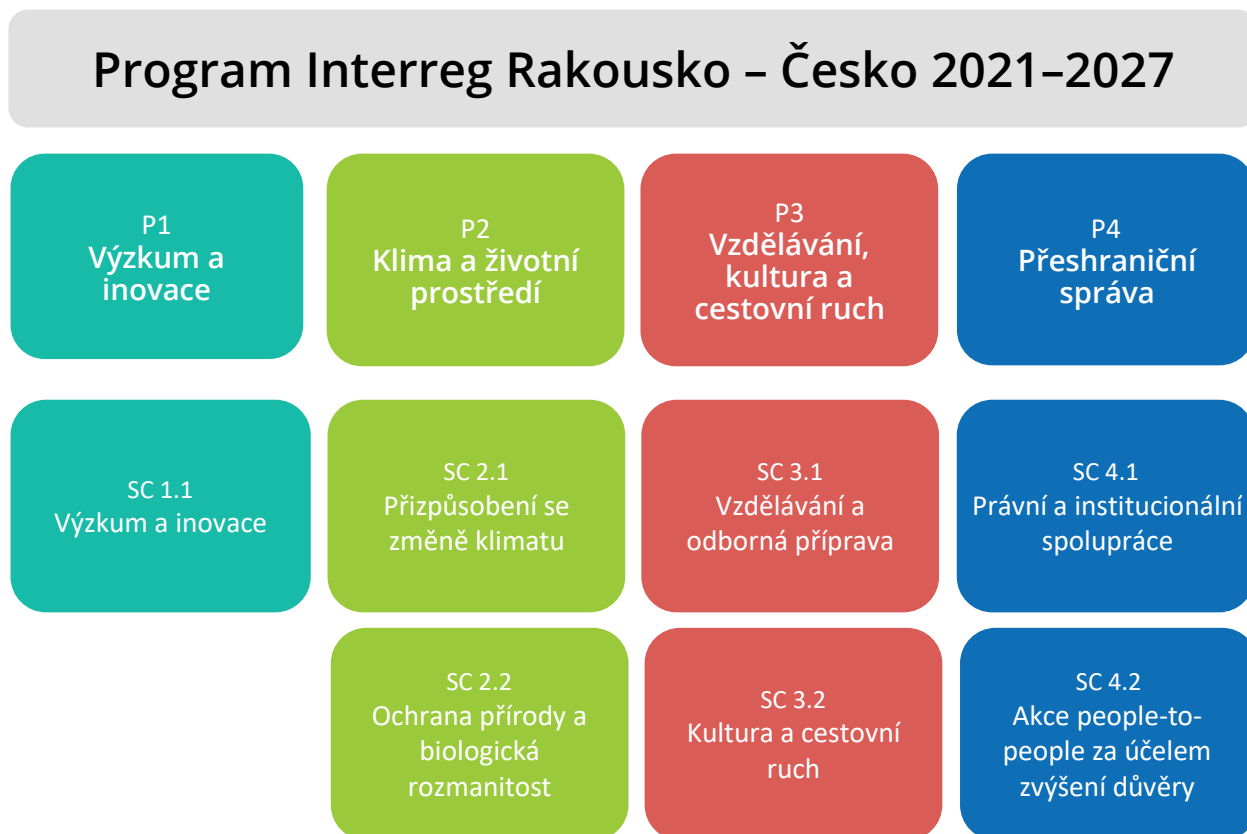 Program Interreg Rakousko – Česko 2021–2027
P1
Výzkum a
inovace
P2
Klima a životní
prostředí
P3
Vzdělávání,
kultura a
cestovní ruch
P4
Přeshraniční
správa
SC 1.1
Výzkum a inovace
SC 2.1
Přizpůsobení se
změně klimatu
SC 3.1
Vzdělávání a
odborná příprava
SC 4.1
Právní a institucionální
spolupráce
SC 2.2
Ochrana přírody a
biologická
rozmanitost
SC 3.2
Kultura a cestovní
ruch
SC 4.2
Akce people-to-
people za účelem
zvýšení důvěry